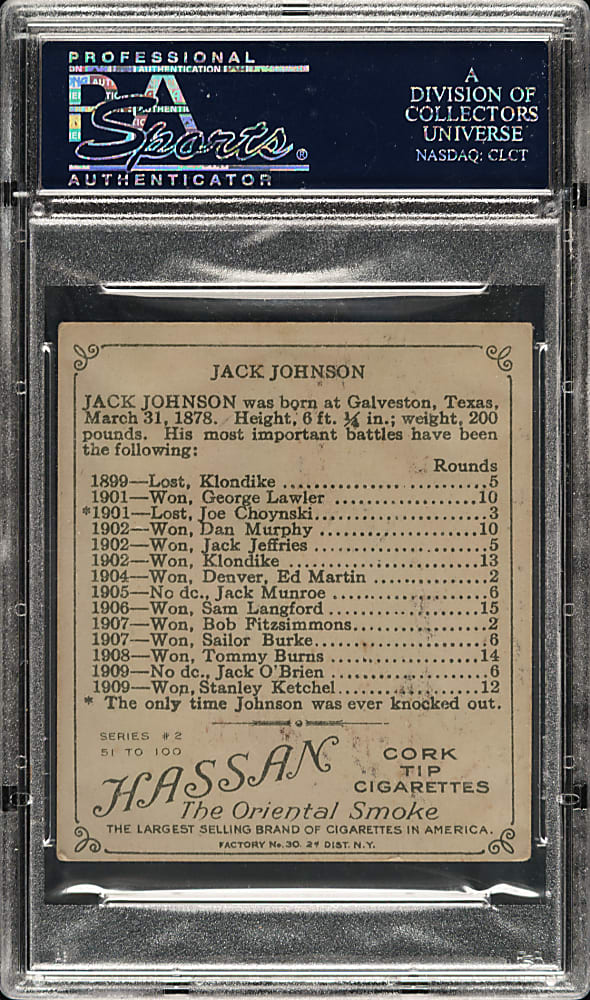 PROFESSIONAL
PSA
Sports®
AUTHENTICATOR
A
DIVISION OF
COLLECTORS
UNIVERSE
NASDAQ: CLCT
JACK JOHNSON
JACK JOHNSON was born at Galveston, Texas,
March 31, 1878. Height, 6 ft. ¼ in.; weight, 200
pounds. His most important battles have been
the following:
Rounds
1899—Lost, Klondike ..............................5
1901—Won, George Lawler ..................10
*1901—Lost, Joe Choynski......................3
1902—Won, Dan Murphy .....................10
1902—Won, Jack Jeffries .......................5
1902—Won, Klondike ..........................13
1904—Won, Denver, Ed Martin ..............2
1905—No dc., Jack Munroe ....................6
1906—Won, Sam Langford ...................15
1907—Won, Bob Fitzsimmons.................2
1907—Won, Sailor Burke.......................6
1908—Won, Tommy Burns ...................14
1909—No dc., Jack O'Brien ...................6
1909—Won, Stanley Ketchel..................12
* The only time Johnson was ever knocked out.
SERIES #2
51 TO 100
HASSAN
CORK
TIP
CIGARETTES
The Oriental Smoke
THE LARGEST SELLING BRAND OF CIGARETTES IN AMERICA.
FACTORY No. 30. 2d DIST. N.Y.